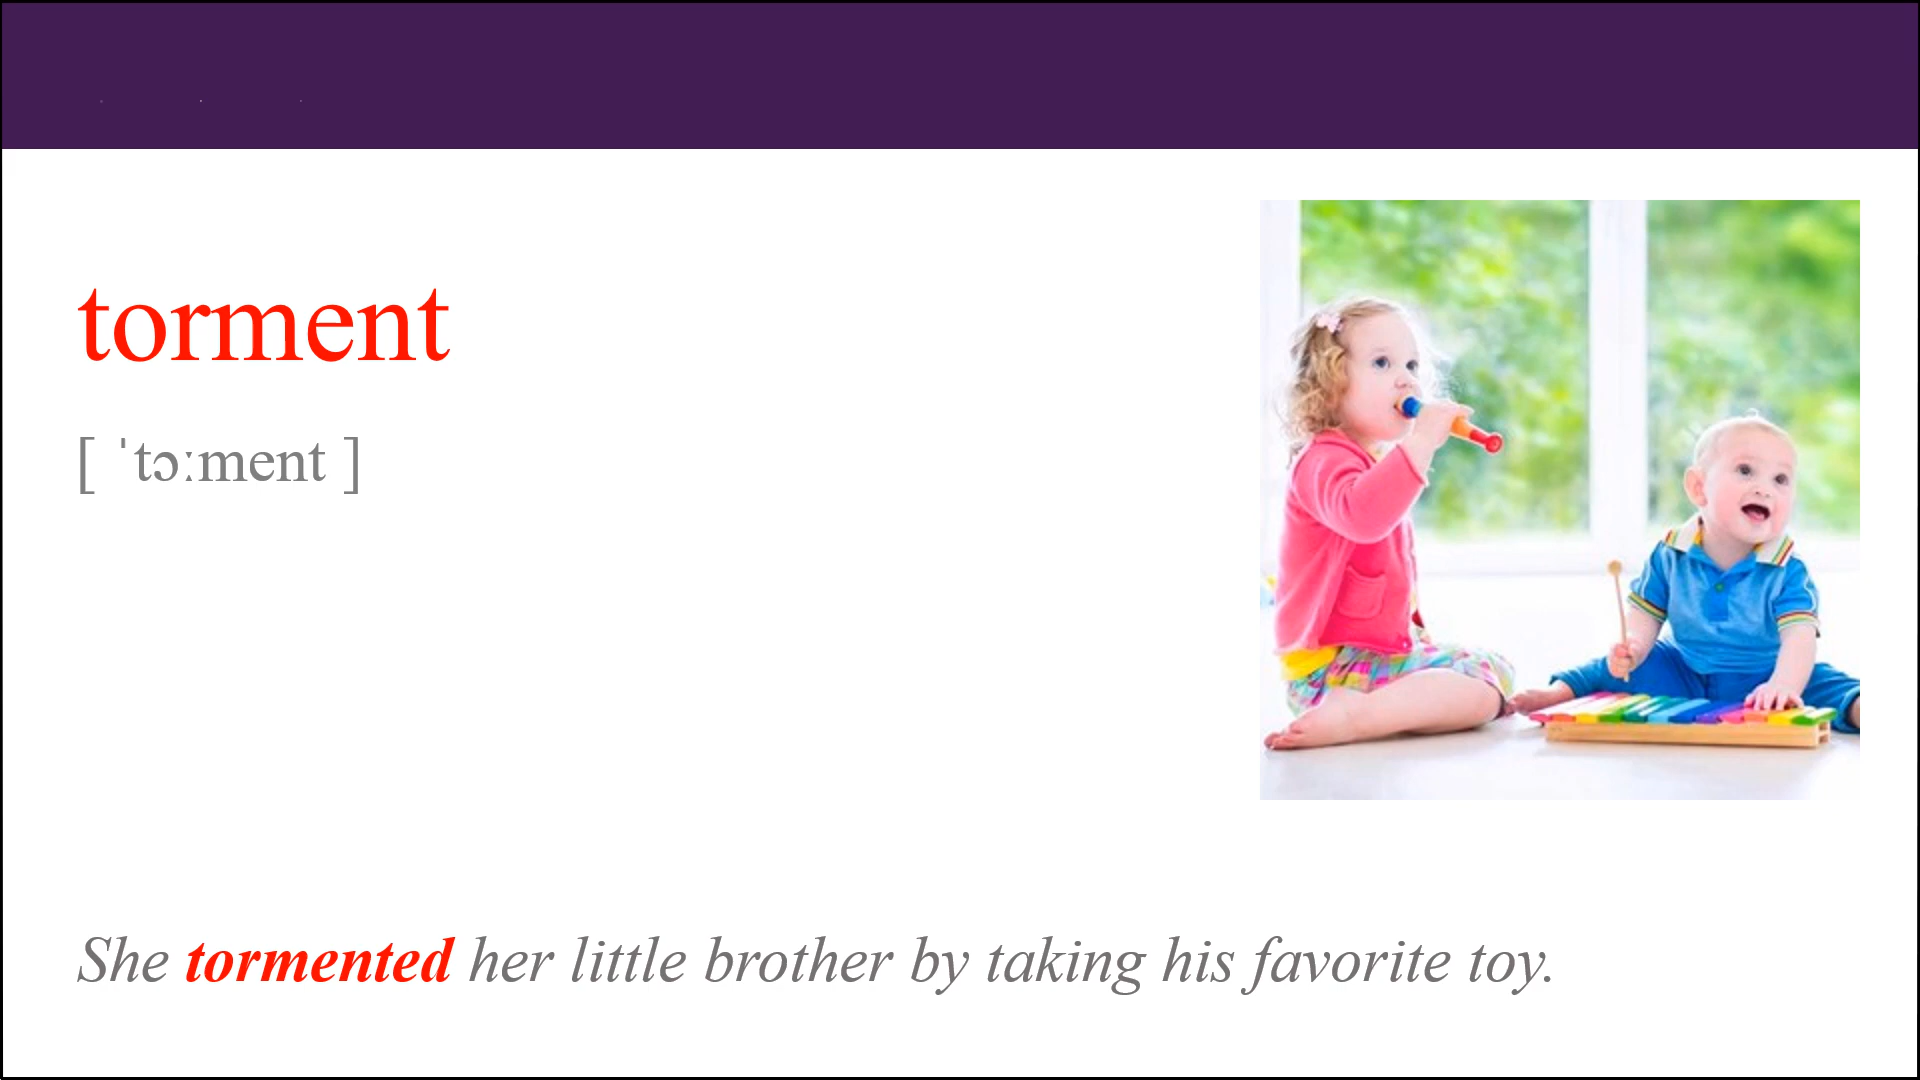 torment
[ ˈtɔːment ]
She tormented her little brother by taking his favorite toy.